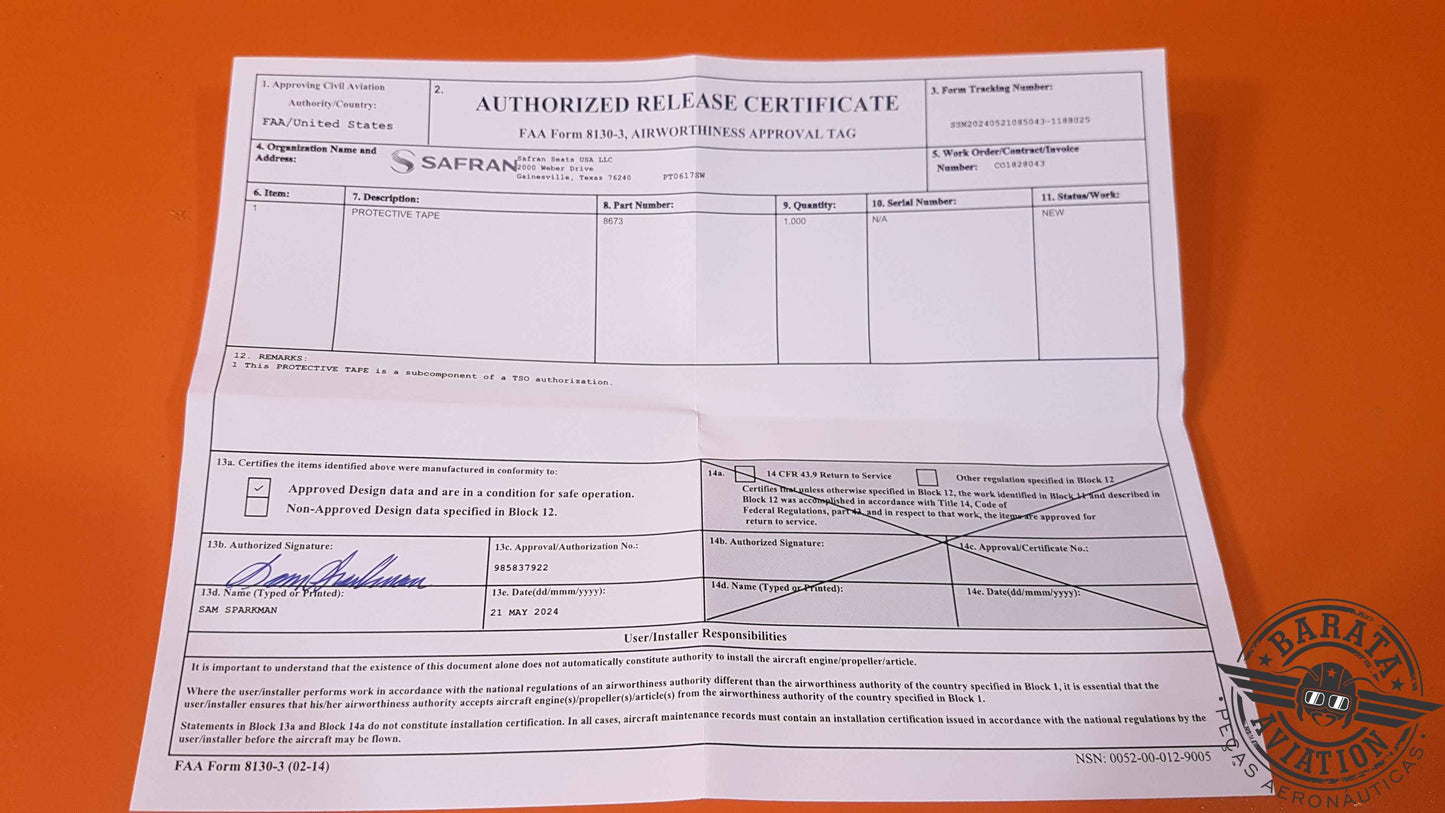 1. Approving Civil Aviation
Authority/Country:
FAA/United States
2.
AUTHORIZED RELEASE CERTIFICATE
FAA Form 8130-3, AIRWORTHINESS APPROVAL TAG
3. Form Tracking Number:
SSN20240521085043-1188025
4. Organization Name and
Address:
SAFRAN
Safran Seats USA LLC
2000 Weber Drive
Gainesville, Texas 76240 PT0617SW
5. Work Order/Contract/Invoice
Number: CO1828043
6. Item:
7. Description:
8. Part Number:
9. Quantity:
10. Serial Number:
11. Status/Work:
1
PROTECTIVE TAPE
8673
1.000
N/A
NEW
12. REMARKS:
1 This PROTECTIVE TAPE is a subcomponent of a TSO authorization.
13a. Certifies the items identified above were manufactured in conformity to:
Approved Design data and are in a condition for safe operation.
Non-Approved Design data specified in Block 12.
14a. 14 CFR 43.9 Return to Service Other regulation specified in Block 12
Certifies that unless otherwise specified in Block 12, the work identified in Block 11 and described in
Block 12 was accomplished in accordance with Title 14, Code of
Federal Regulations, part 43, and in respect to that work, the items are approved for
return to service.
13b. Authorized Signature:
Sam Sparkman
13c. Approval/Authorization No.:
985837922
14b. Authorized Signature:
14c. Approval/Certificate No.:
13d. Name (Typed or Printed):
SAM SPARKMAN
13e. Date(dd/mmm/yyyy):
21 MAY 2024
14d. Name (Typed or Printed):
14e. Date(dd/mmm/yyyy):
User/Installer Responsibilities
It is important to understand that the existence of this document alone does not automatically constitute authority to install the aircraft engine/propeller/article.
Where the user/installer performs work in accordance with the national regulations of an airworthiness authority different than the airworthiness authority of the country specified in Block 1, it is essential that the
user/installer ensures that his/her airworthiness authority accepts aircraft engine(s)/propeller(s)/article(s) from the airworthiness authority of the country specified in Block 1.
Statements in Block 13a and Block 14a do not constitute installation certification. In all cases, aircraft maintenance records must contain an installation certification issued in accordance with the national regulations by the
user/installer before the aircraft may be flown.
FAA Form 8130-3 (02-14)
NSN: 0052-00-012-9005
BARATA
AVIATION
PEÇAS AERONÁUTICAS